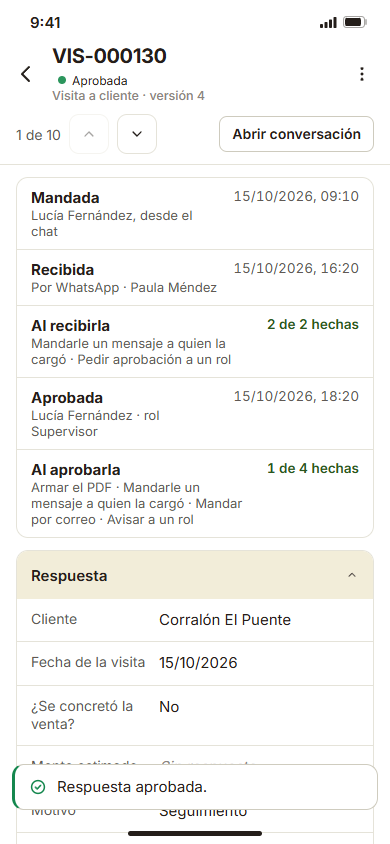 9:41
VIS-000130
Aprobada
Visita a cliente · versión 4
1 de 10
Abrir conversación
Mandada
15/10/2026, 09:10
Lucía Fernández, desde el
chat
Recibida
15/10/2026, 16:20
Por WhatsApp · Paula Méndez
Al recibirla
2 de 2 hechas
Mandarle un mensaje a quien la
cargó · Pedir aprobación a un rol
Aprobada
15/10/2026, 18:20
Lucía Fernández · rol
Supervisor
Al aprobarla
1 de 4 hechas
Armar el PDF · Mandarle un
mensaje a quien la cargó · Mandar
por correo · Avisar a un rol
Respuesta
Cliente
Corralón El Puente
Fecha de la visita
15/10/2026
¿Se concretó la
venta?
No
Respuesta aprobada.
Motivo
Seguimiento